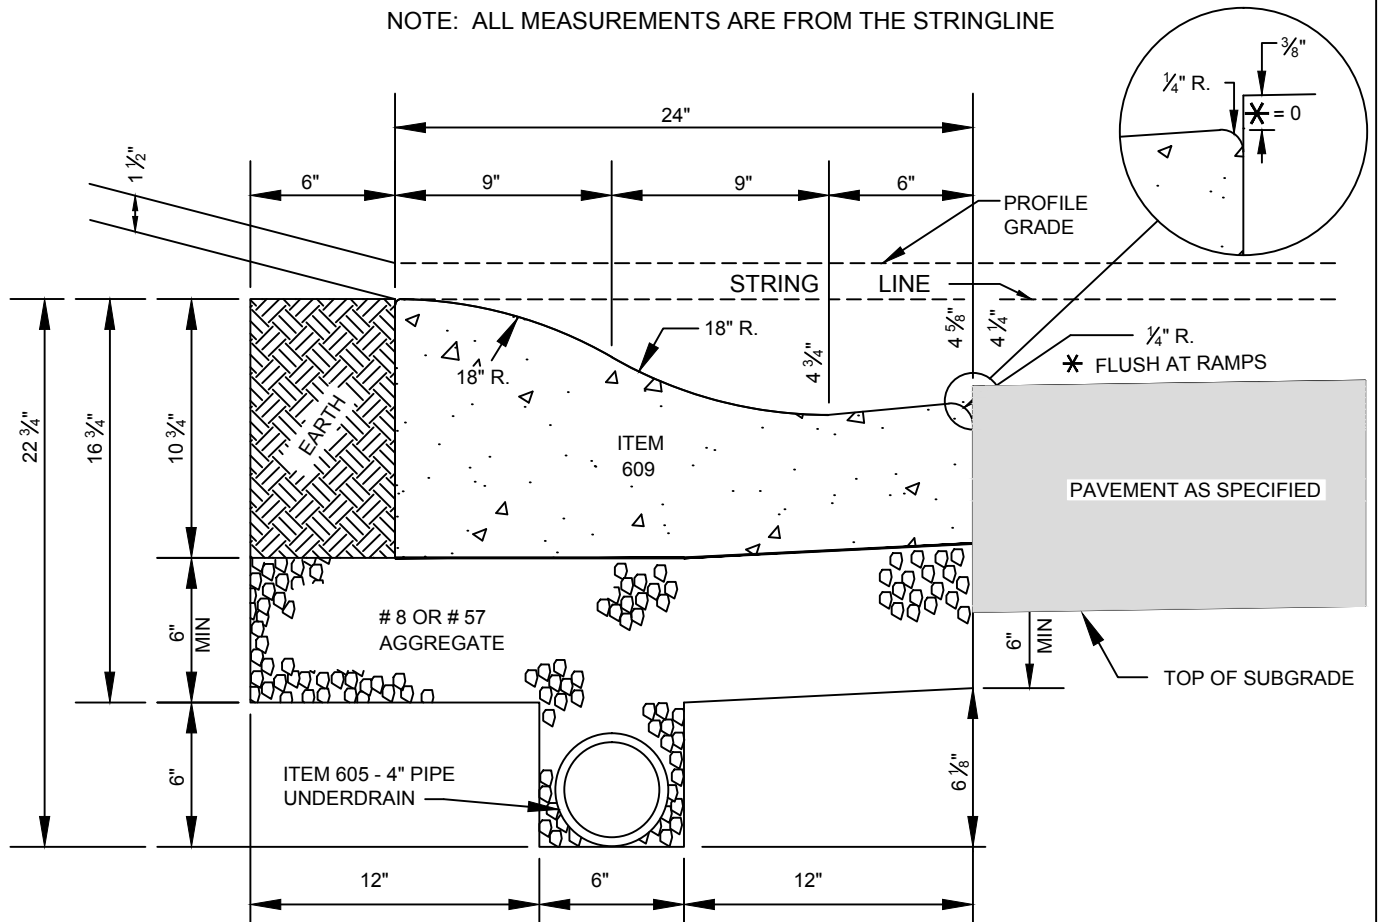 NOTE: ALL MEASUREMENTS ARE FROM THE STRINGLINE
3/8"
1/4" R.
= 0
24"
1 1/2"
6"
9"
9"
6"
PROFILE
GRADE
STRING LINE
18" R.
18" R.
4 3/4"
4 5/8"
4 1/4"
1/4" R.
FLUSH AT RAMPS
22 3/4"
16 3/4"
10 3/4"
EARTH
ITEM
609
PAVEMENT AS SPECIFIED
6"
MIN
# 8 OR # 57
AGGREGATE
6"
MIN
TOP OF SUBGRADE
6"
ITEM 605 - 4" PIPE
UNDERDRAIN
6 1/8"
12"
6"
12"